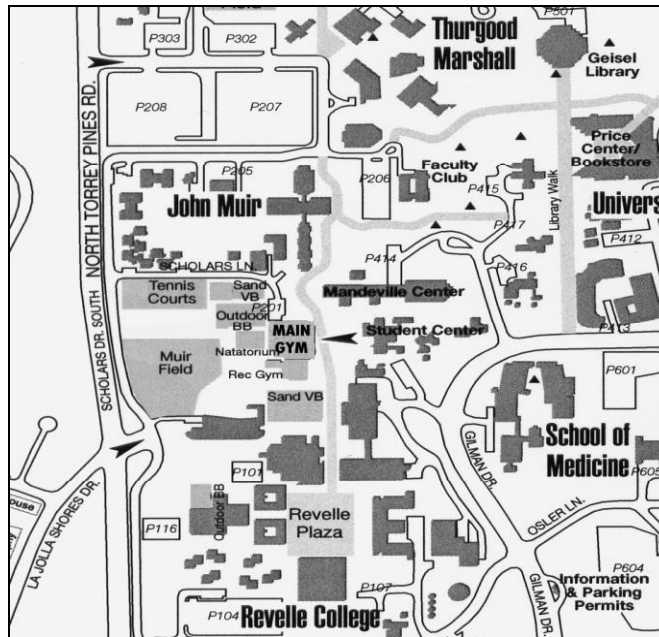 P501
P303
P302
Thurgood
Marshall
Geisel
Library
P208
P207
NORTH TORREY PINES RD.
Price
Center/
Bookstore
P205
P206
Faculty
Club
P415
Library Walk
John Muir
Univers
P417
P412
P414
P416
SCHOLARS LN.
Tennis
Courts
Sand
VB
Mandeville Center
P201
Outdoor
BB
P413
MAIN
GYM
Student Center
Natatorium
Muir
Field
Rec Gym
P601
SCHOLARS DR. SOUTH
Sand VB
School of
Medicine
GILMAN DR.
P101
P605
LA JOLLA SHORES DR.
Outdoor BB
Revelle
Plaza
OSLER LN.
P116
P604
Information
& Parking
Permits
P107
GILMAN DR.
P104
Revelle College